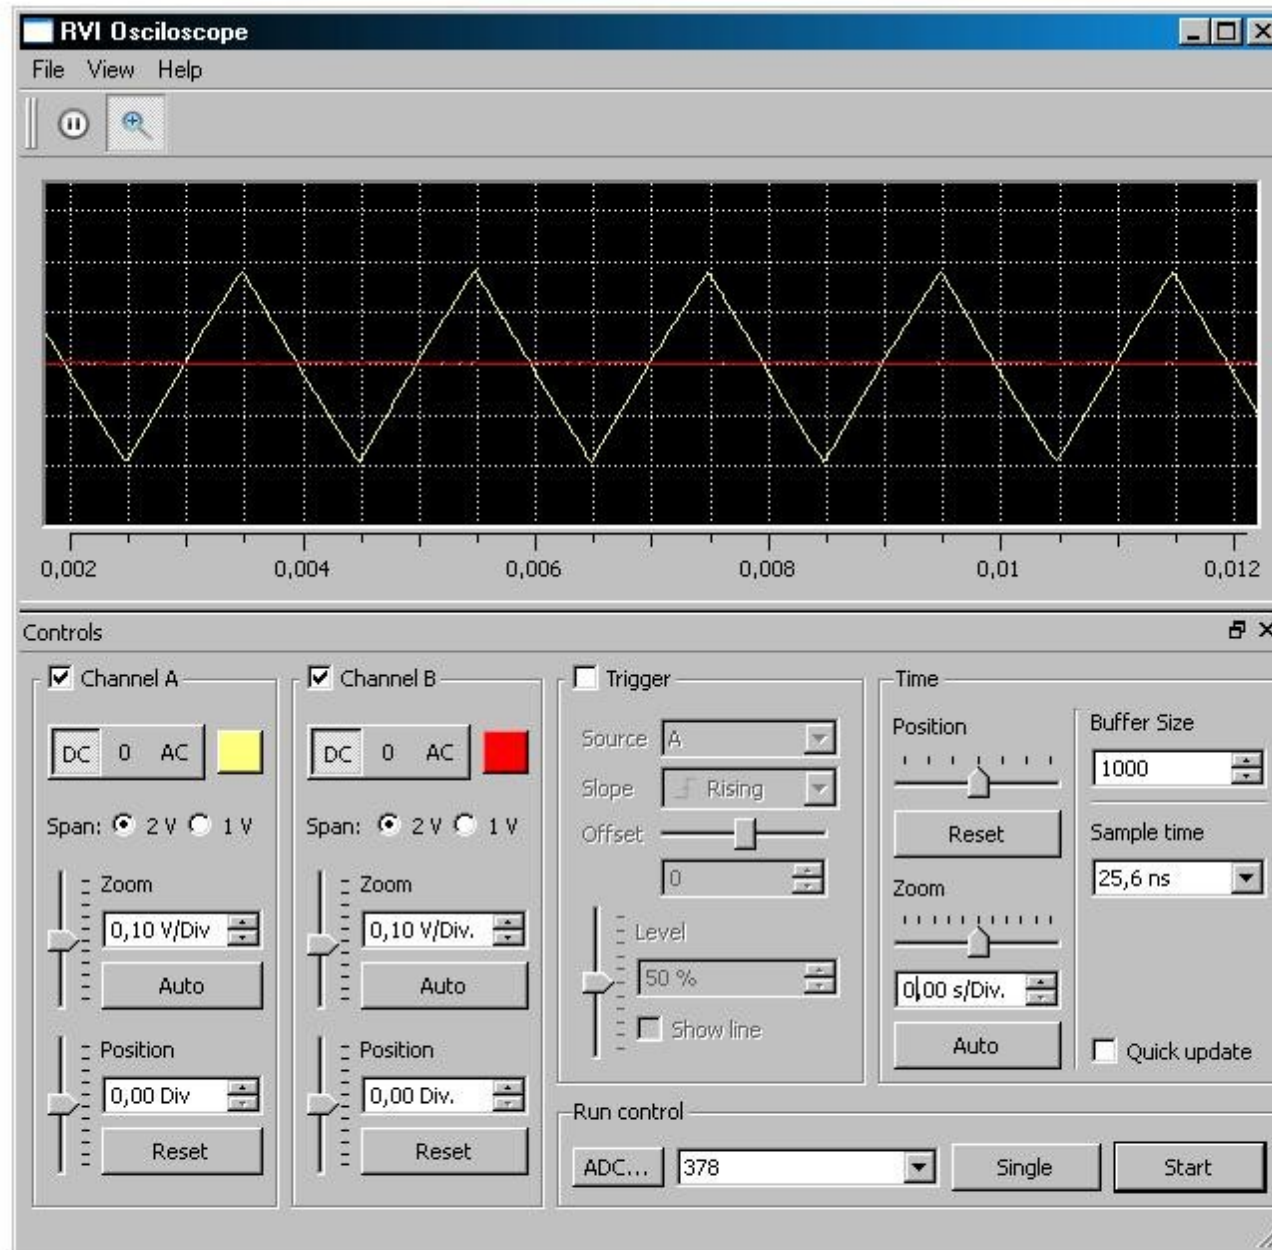 RVI Osciloscope
File View Help
0,002 0,004 0,006 0,008 0,01 0,012
Controls
Channel A
DC 0 AC
Span: 2 V 1 V
Zoom
0,10 V/Div
Auto
Position
0,00 Div
Reset
Channel B
DC 0 AC
Span: 2 V 1 V
Zoom
0,10 V/Div.
Auto
Position
0,00 Div.
Reset
Trigger
Source A
Slope Rising
Offset
0
Level
50 %
Show line
Time
Position
Reset
Zoom
0,00 s/Div.
Auto
Buffer Size
1000
Sample time
25,6 ns
Quick update
Run control
ADC... 378 Single Start